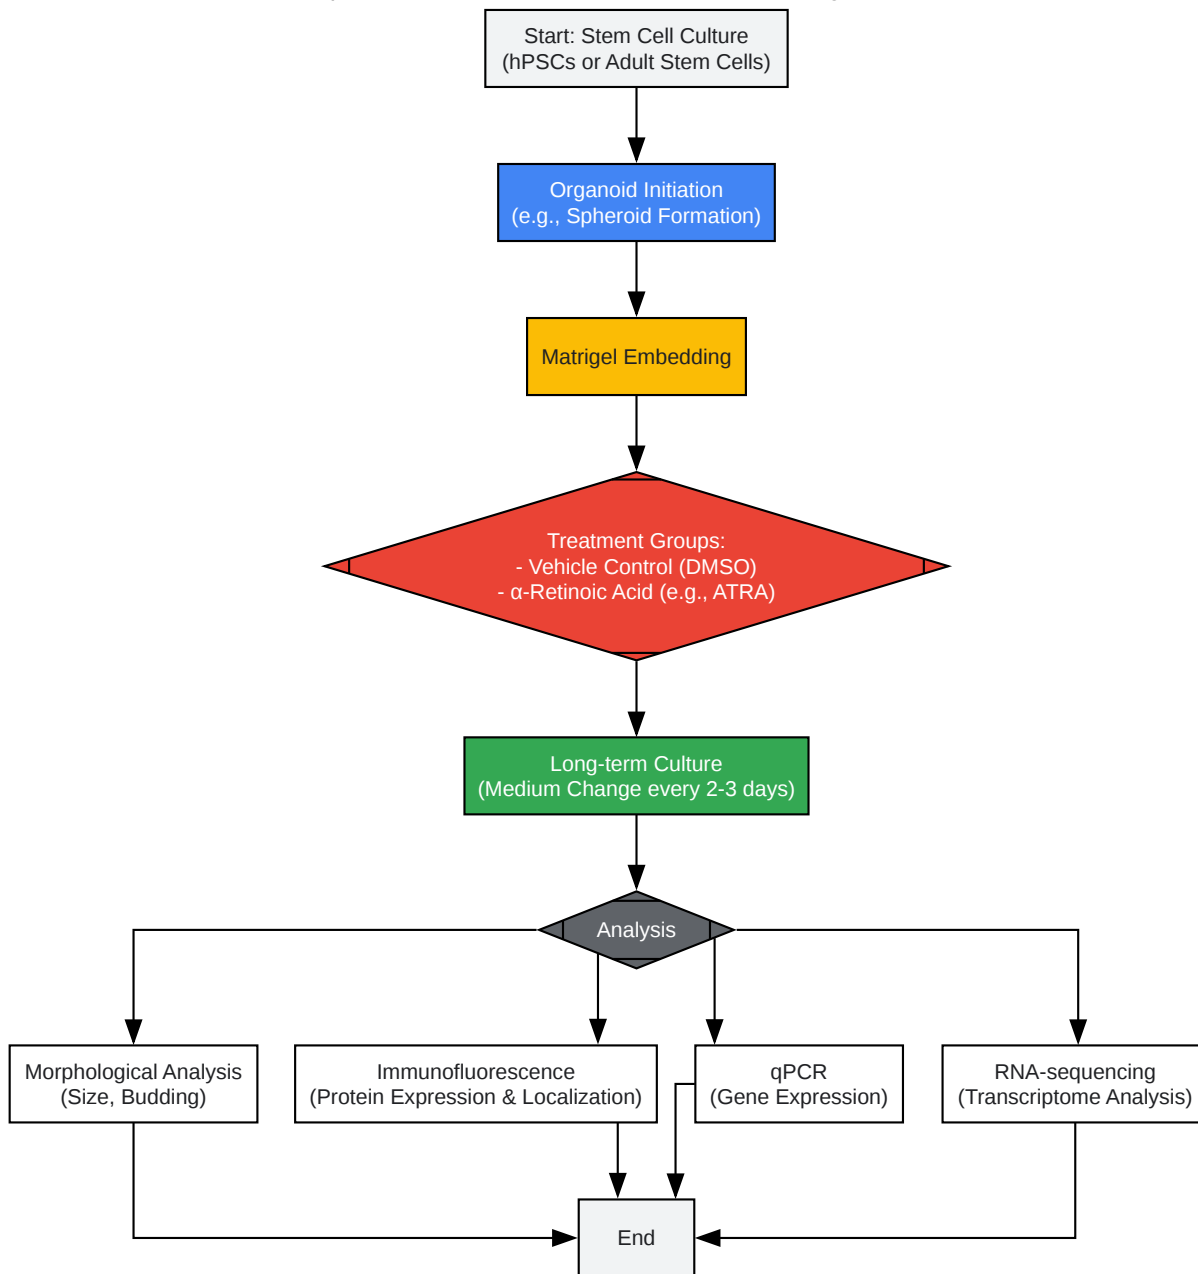 Start: Stem Cell Culture
(hPSCs or Adult Stem Cells)
Organoid Initiation
(e.g., Spheroid Formation)
Matrigel Embedding
Treatment Groups:
- Vehicle Control (DMSO)
- α-Retinoic Acid (e.g., ATRA)
Long-term Culture
(Medium Change every 2-3 days)
Analysis
Morphological Analysis
(Size, Budding)
Immunofluorescence
(Protein Expression & Localization)
qPCR
(Gene Expression)
RNA-sequencing
(Transcriptome Analysis)
End